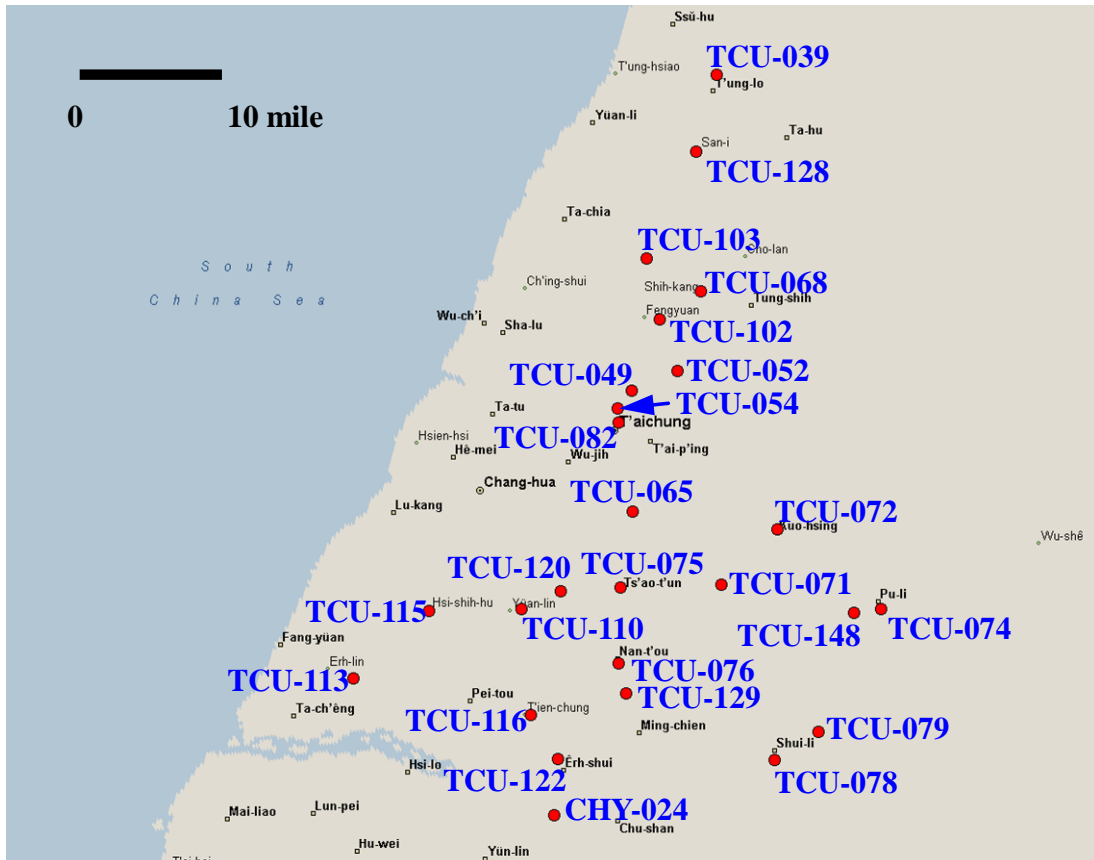 Ssŭ-hu
TCU-039
T'ung-hsiao
T'ung-lo
0 10 mile
Yüan-li
Ta-hu
San-i
TCU-128
Ta-chia
TCU-103
Cho-lan
South
China Sea
Ch'ing-shui
Shih-kang
TCU-068
Tung-shih
Wu-ch'i
Sha-lu
Fengyuan
TCU-102
TCU-052
TCU-049
TCU-054
Ta-tu
T'aichung
TCU-082
Hsien-hsi
Hê-mei
Wu-jih
T'ai-p'ing
Chang-hua
TCU-065
Lu-kang
TCU-072
Kuo-hsing
Wu-shê
TCU-075
TCU-120
Ts'ao-t'un
TCU-071
TCU-115
Hsi-shih-hu
Yüan-lin
TCU-110
Pu-li
TCU-148
TCU-074
Fang-yüan
Nan-t'ou
TCU-076
Erh-lin
TCU-113
TCU-129
Pei-tou
Ta-ch'êng
TCU-116
T'ien-chung
Ming-chien
TCU-079
Shui-li
TCU-078
Hsi-lo
TCU-122
Êrh-shui
Mai-liao
Lun-pei
CHY-024
Chu-shan
Hu-wei
Yün-lin